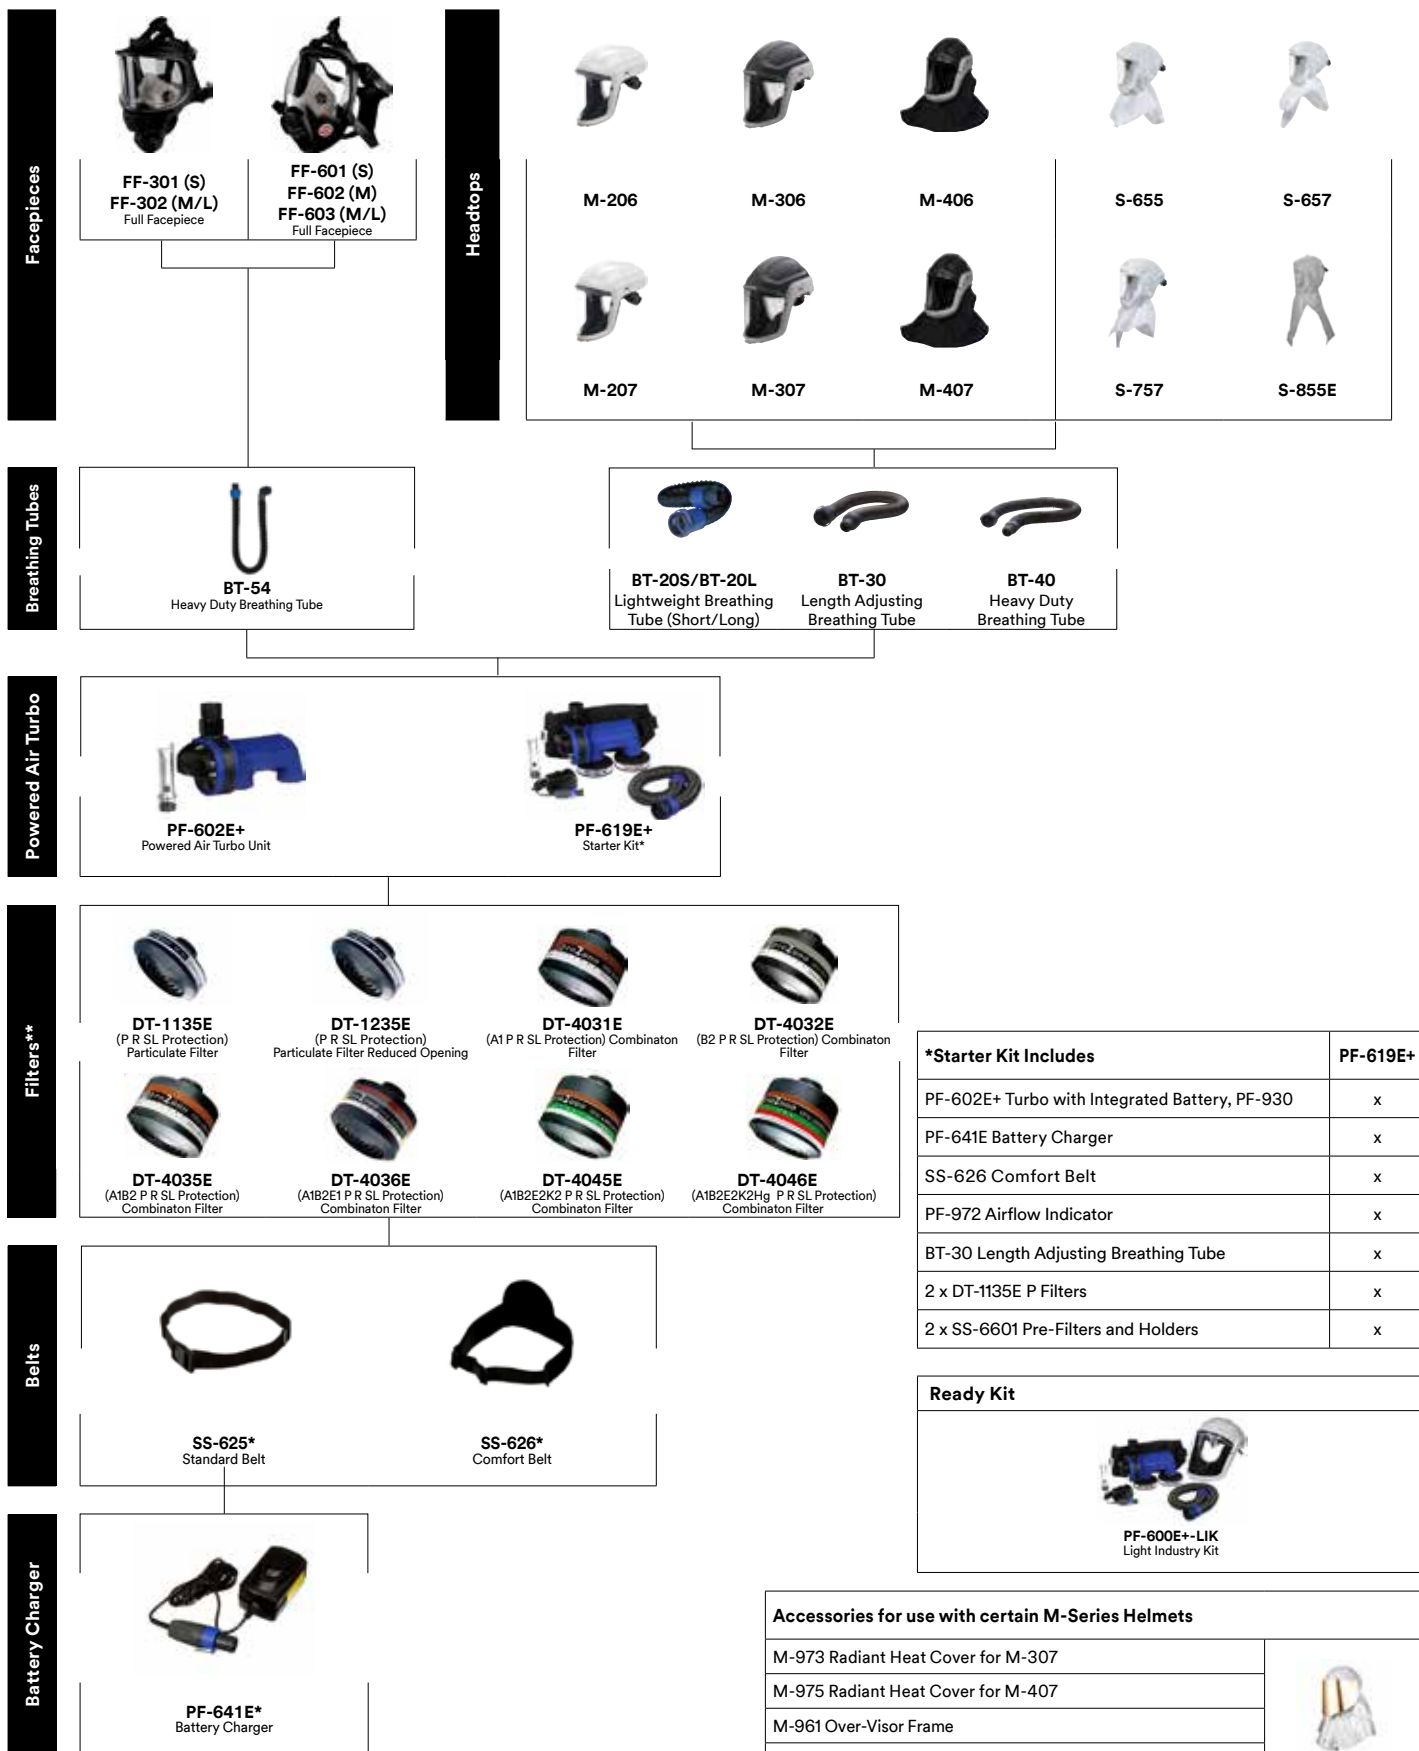 Facepieces
FF-301 (S)
FF-302 (M/L)
Full Facepiece
FF-601 (S)
FF-602 (M)
FF-603 (M/L)
Full Facepiece
Headtops
M-206
M-306
M-406
S-655
S-657
M-207
M-307
M-407
S-757
S-855E
Breathing Tubes
BT-54
Heavy Duty Breathing Tube
BT-20S/BT-20L
Lightweight Breathing
Tube (Short/Long)
BT-30
Length Adjusting
Breathing Tube
BT-40
Heavy Duty
Breathing Tube
Powered Air Turbo
PF-602E+
Powered Air Turbo Unit
PF-619E+
Starter Kit*
Filters**
DT-1135E
(P R SL Protection)
Particulate Filter
DT-1235E
(P R SL Protection)
Particulate Filter Reduced Opening
DT-4031E
(A1 P R SL Protection) Combinaton
Filter
DT-4032E
(B2 P R SL Protection) Combinaton
Filter
DT-4035E
(A1B2 P R SL Protection)
Combinaton Filter
DT-4036E
(A1B2E1 P R SL Protection)
Combinaton Filter
DT-4045E
(A1B2E2K2 P R SL Protection)
Combinaton Filter
DT-4046E
(A1B2E2K2Hg P R SL Protection)
Combinaton Filter
*Starter Kit Includes PF-619E+
PF-602E+ Turbo with Integrated Battery, PF-930 x
PF-641E Battery Charger x
SS-626 Comfort Belt x
PF-972 Airflow Indicator x
BT-30 Length Adjusting Breathing Tube x
2 x DT-1135E P Filters x
2 x SS-6601 Pre-Filters and Holders x
Belts
SS-625*
Standard Belt
SS-626*
Comfort Belt
Ready Kit
PF-600E+-LIK
Light Industry Kit
Battery Charger
PF-641E*
Battery Charger
Accessories for use with certain M-Series Helmets
M-973 Radiant Heat Cover for M-307
M-975 Radiant Heat Cover for M-407
M-961 Over-Visor Frame